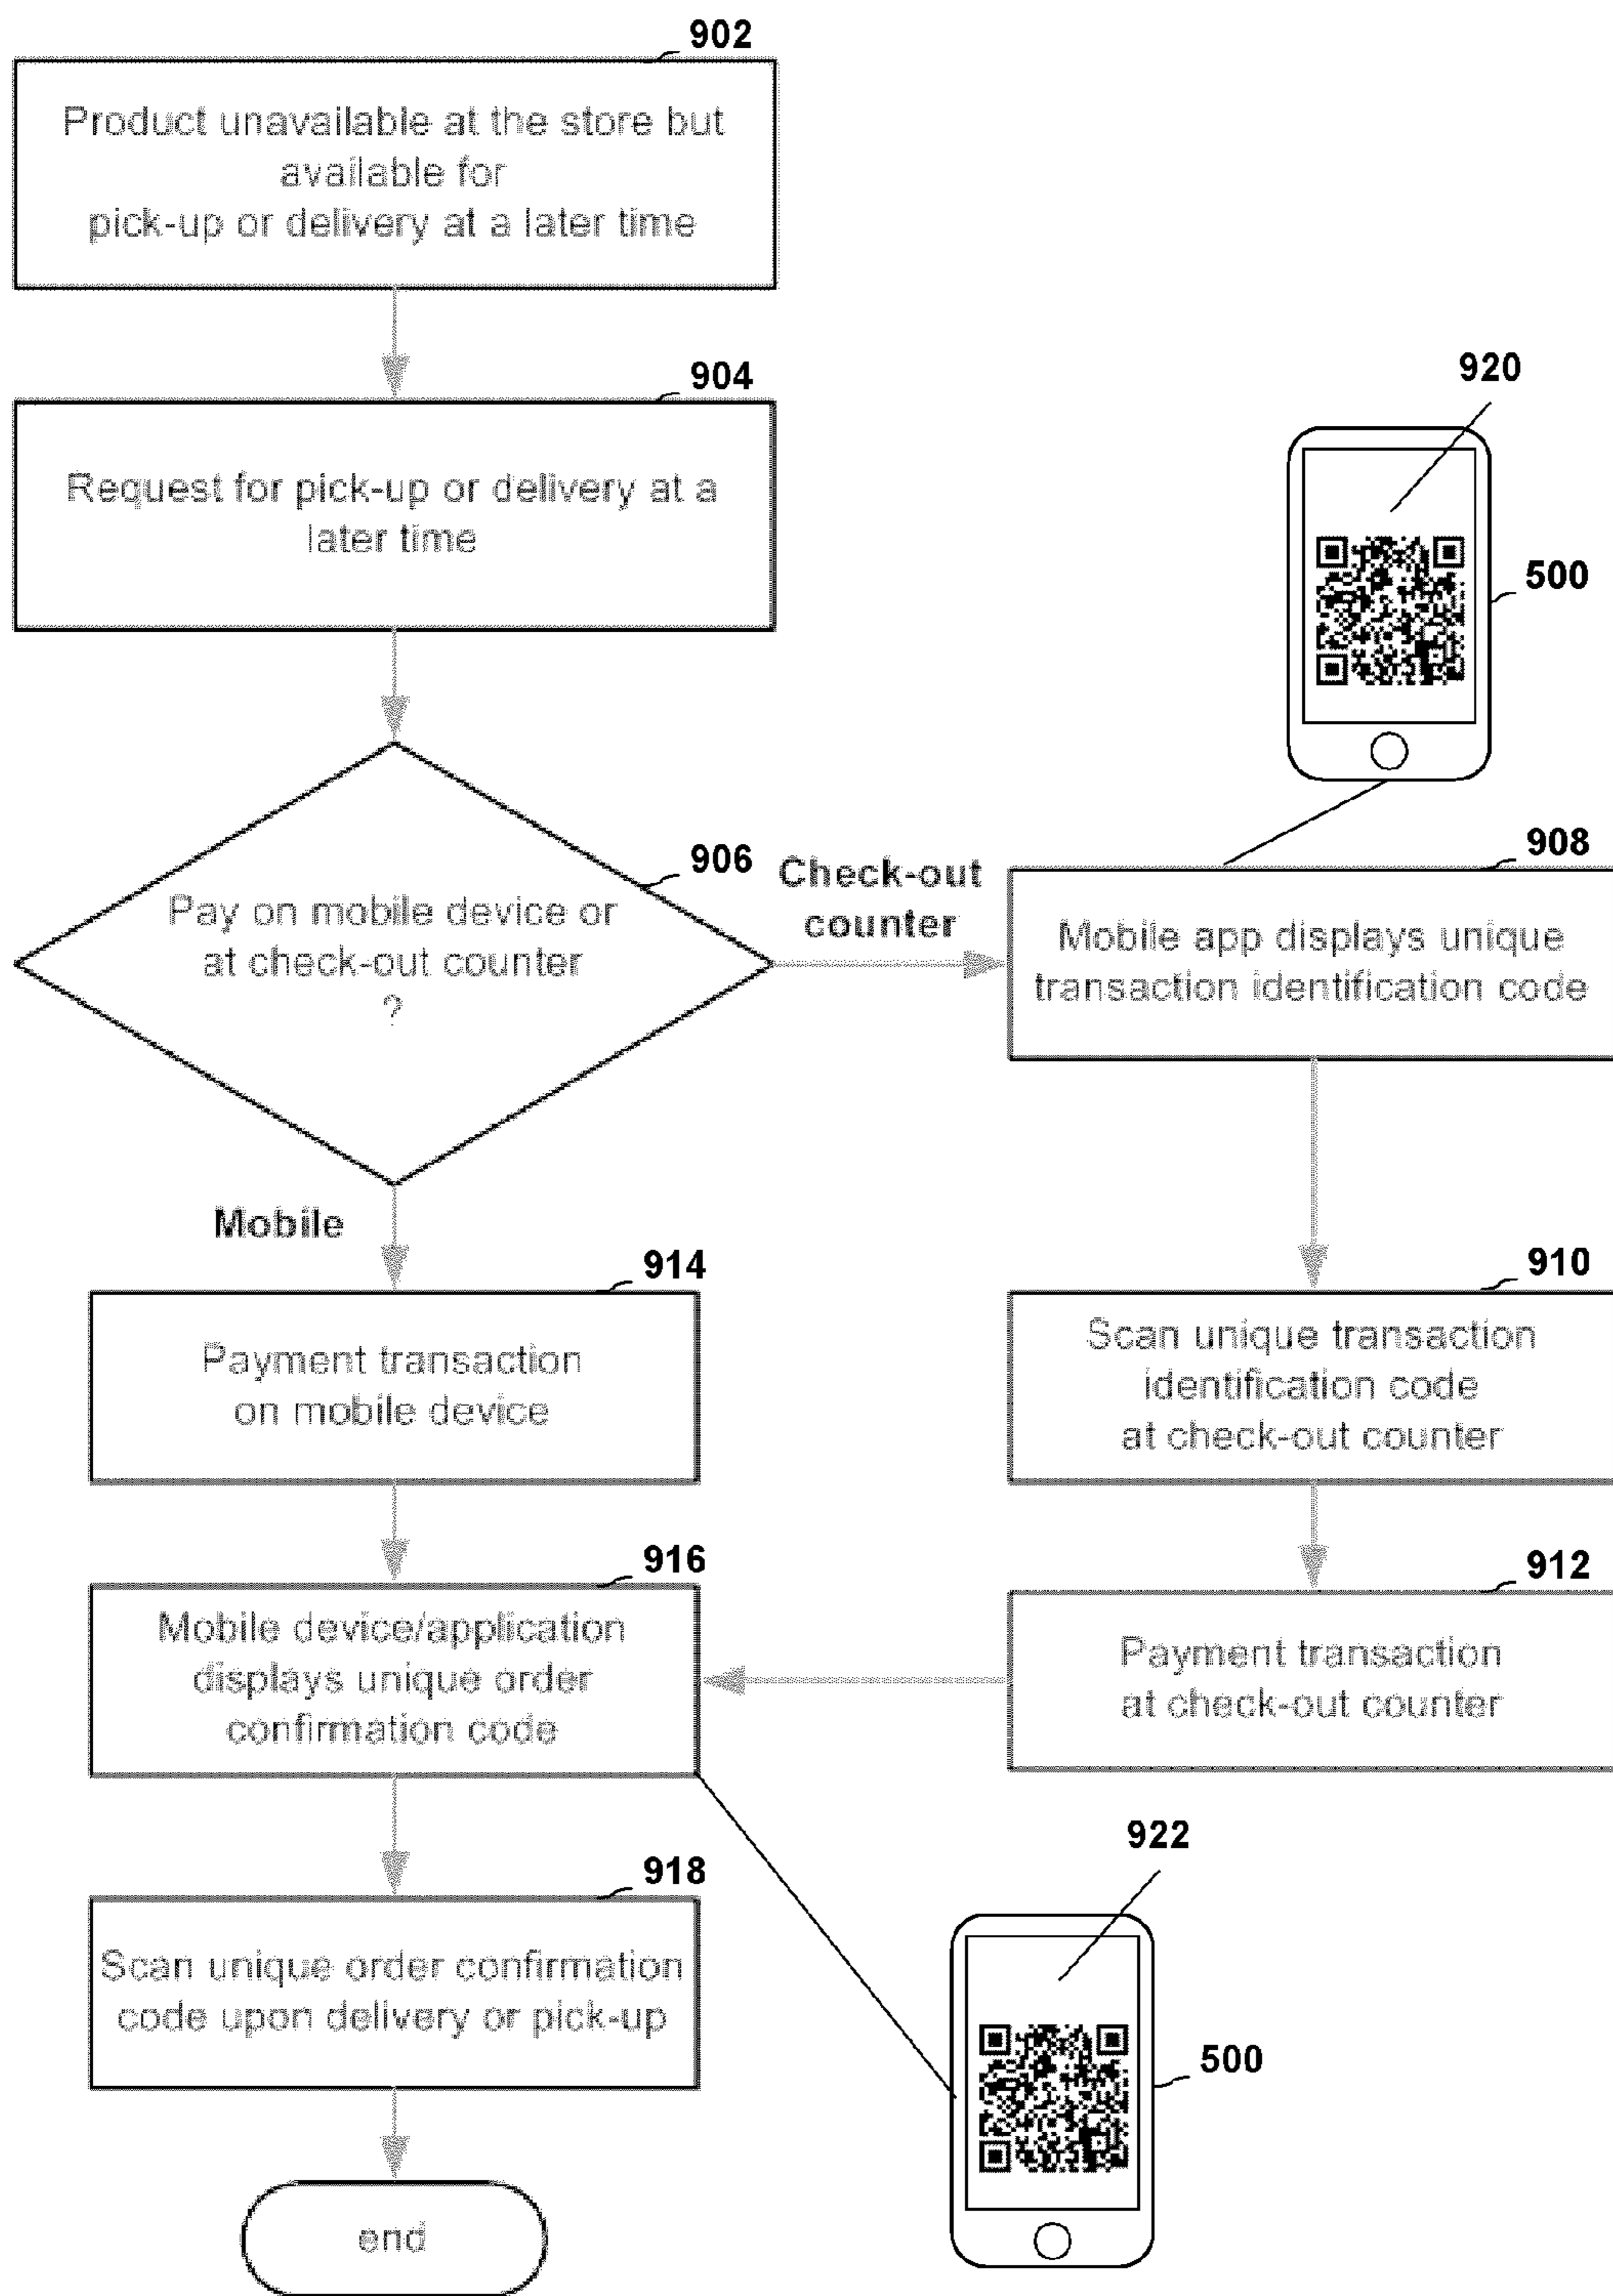 902
Product unavailable at the store but
available for
pick-up or delivery at a later time
904
Request for pick-up or delivery at a
later time
920
500
906
Pay on mobile device or
at check-out counter
?
Check-out
counter
908
Mobile app displays unique
transaction identification code
Mobile
914
Payment transaction
on mobile device
910
Scan unique transaction
identification code
at check-out counter
916
Mobile device/application
displays unique order
confirmation code
912
Payment transaction
at check-out counter
918
Scan unique order confirmation
code upon delivery or pick-up
922
500
end